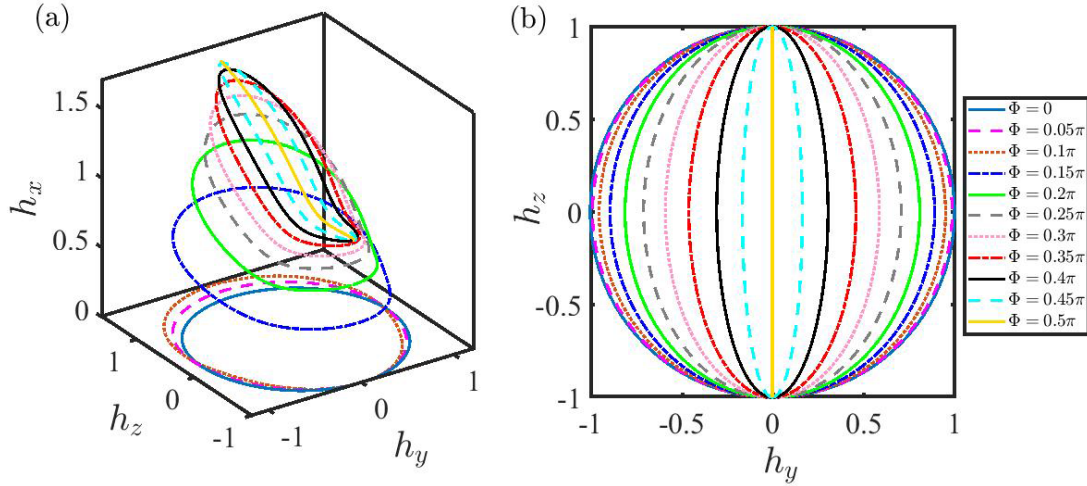 (a)
h_x
1.5
1
0.5
0
1
0
-1
h_z
-1
0
1
h_y
(b)
h_z
1
0.5
0
-0.5
-1
-1
-0.5
0
0.5
1
h_y
Φ = 0
Φ = 0.05π
Φ = 0.1π
Φ = 0.15π
Φ = 0.2π
Φ = 0.25π
Φ = 0.3π
Φ = 0.35π
Φ = 0.4π
Φ = 0.45π
Φ = 0.5π